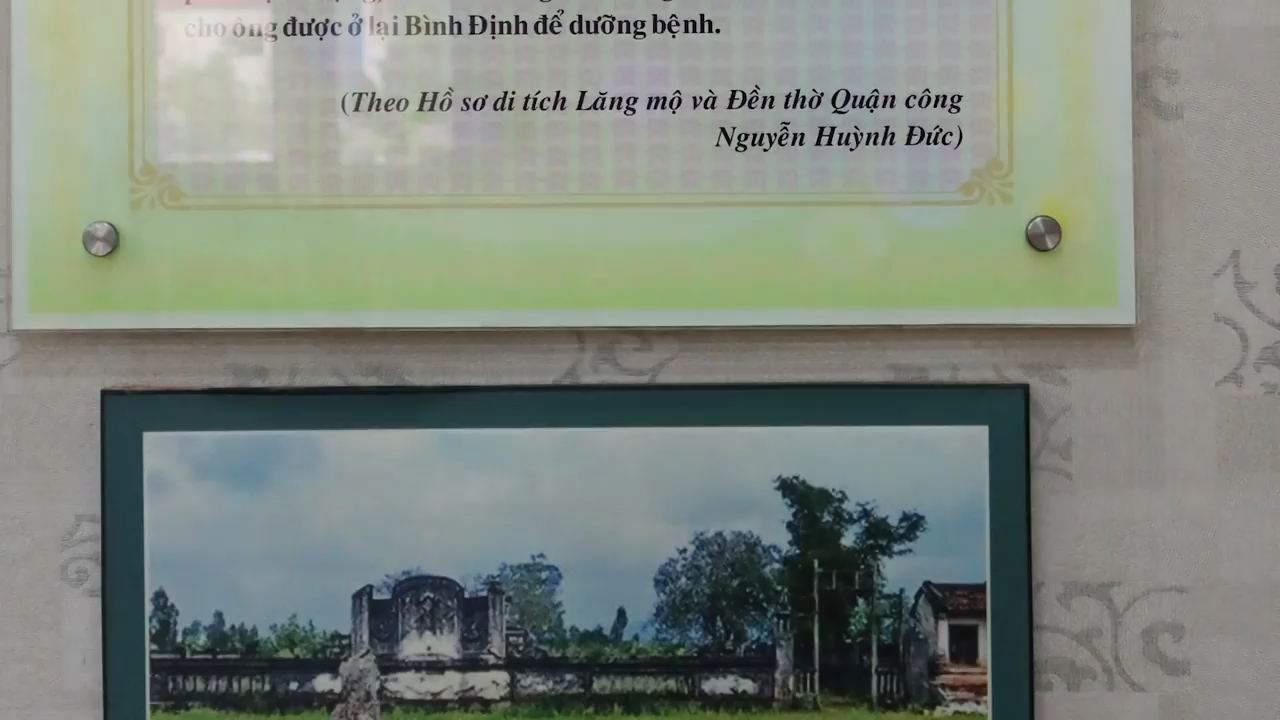 cho ông được ở lại Bình Định để dưỡng bệnh.
(Theo Hồ sơ di tích Lăng mộ và Đền thờ Quận công
Nguyễn Huỳnh Đức)